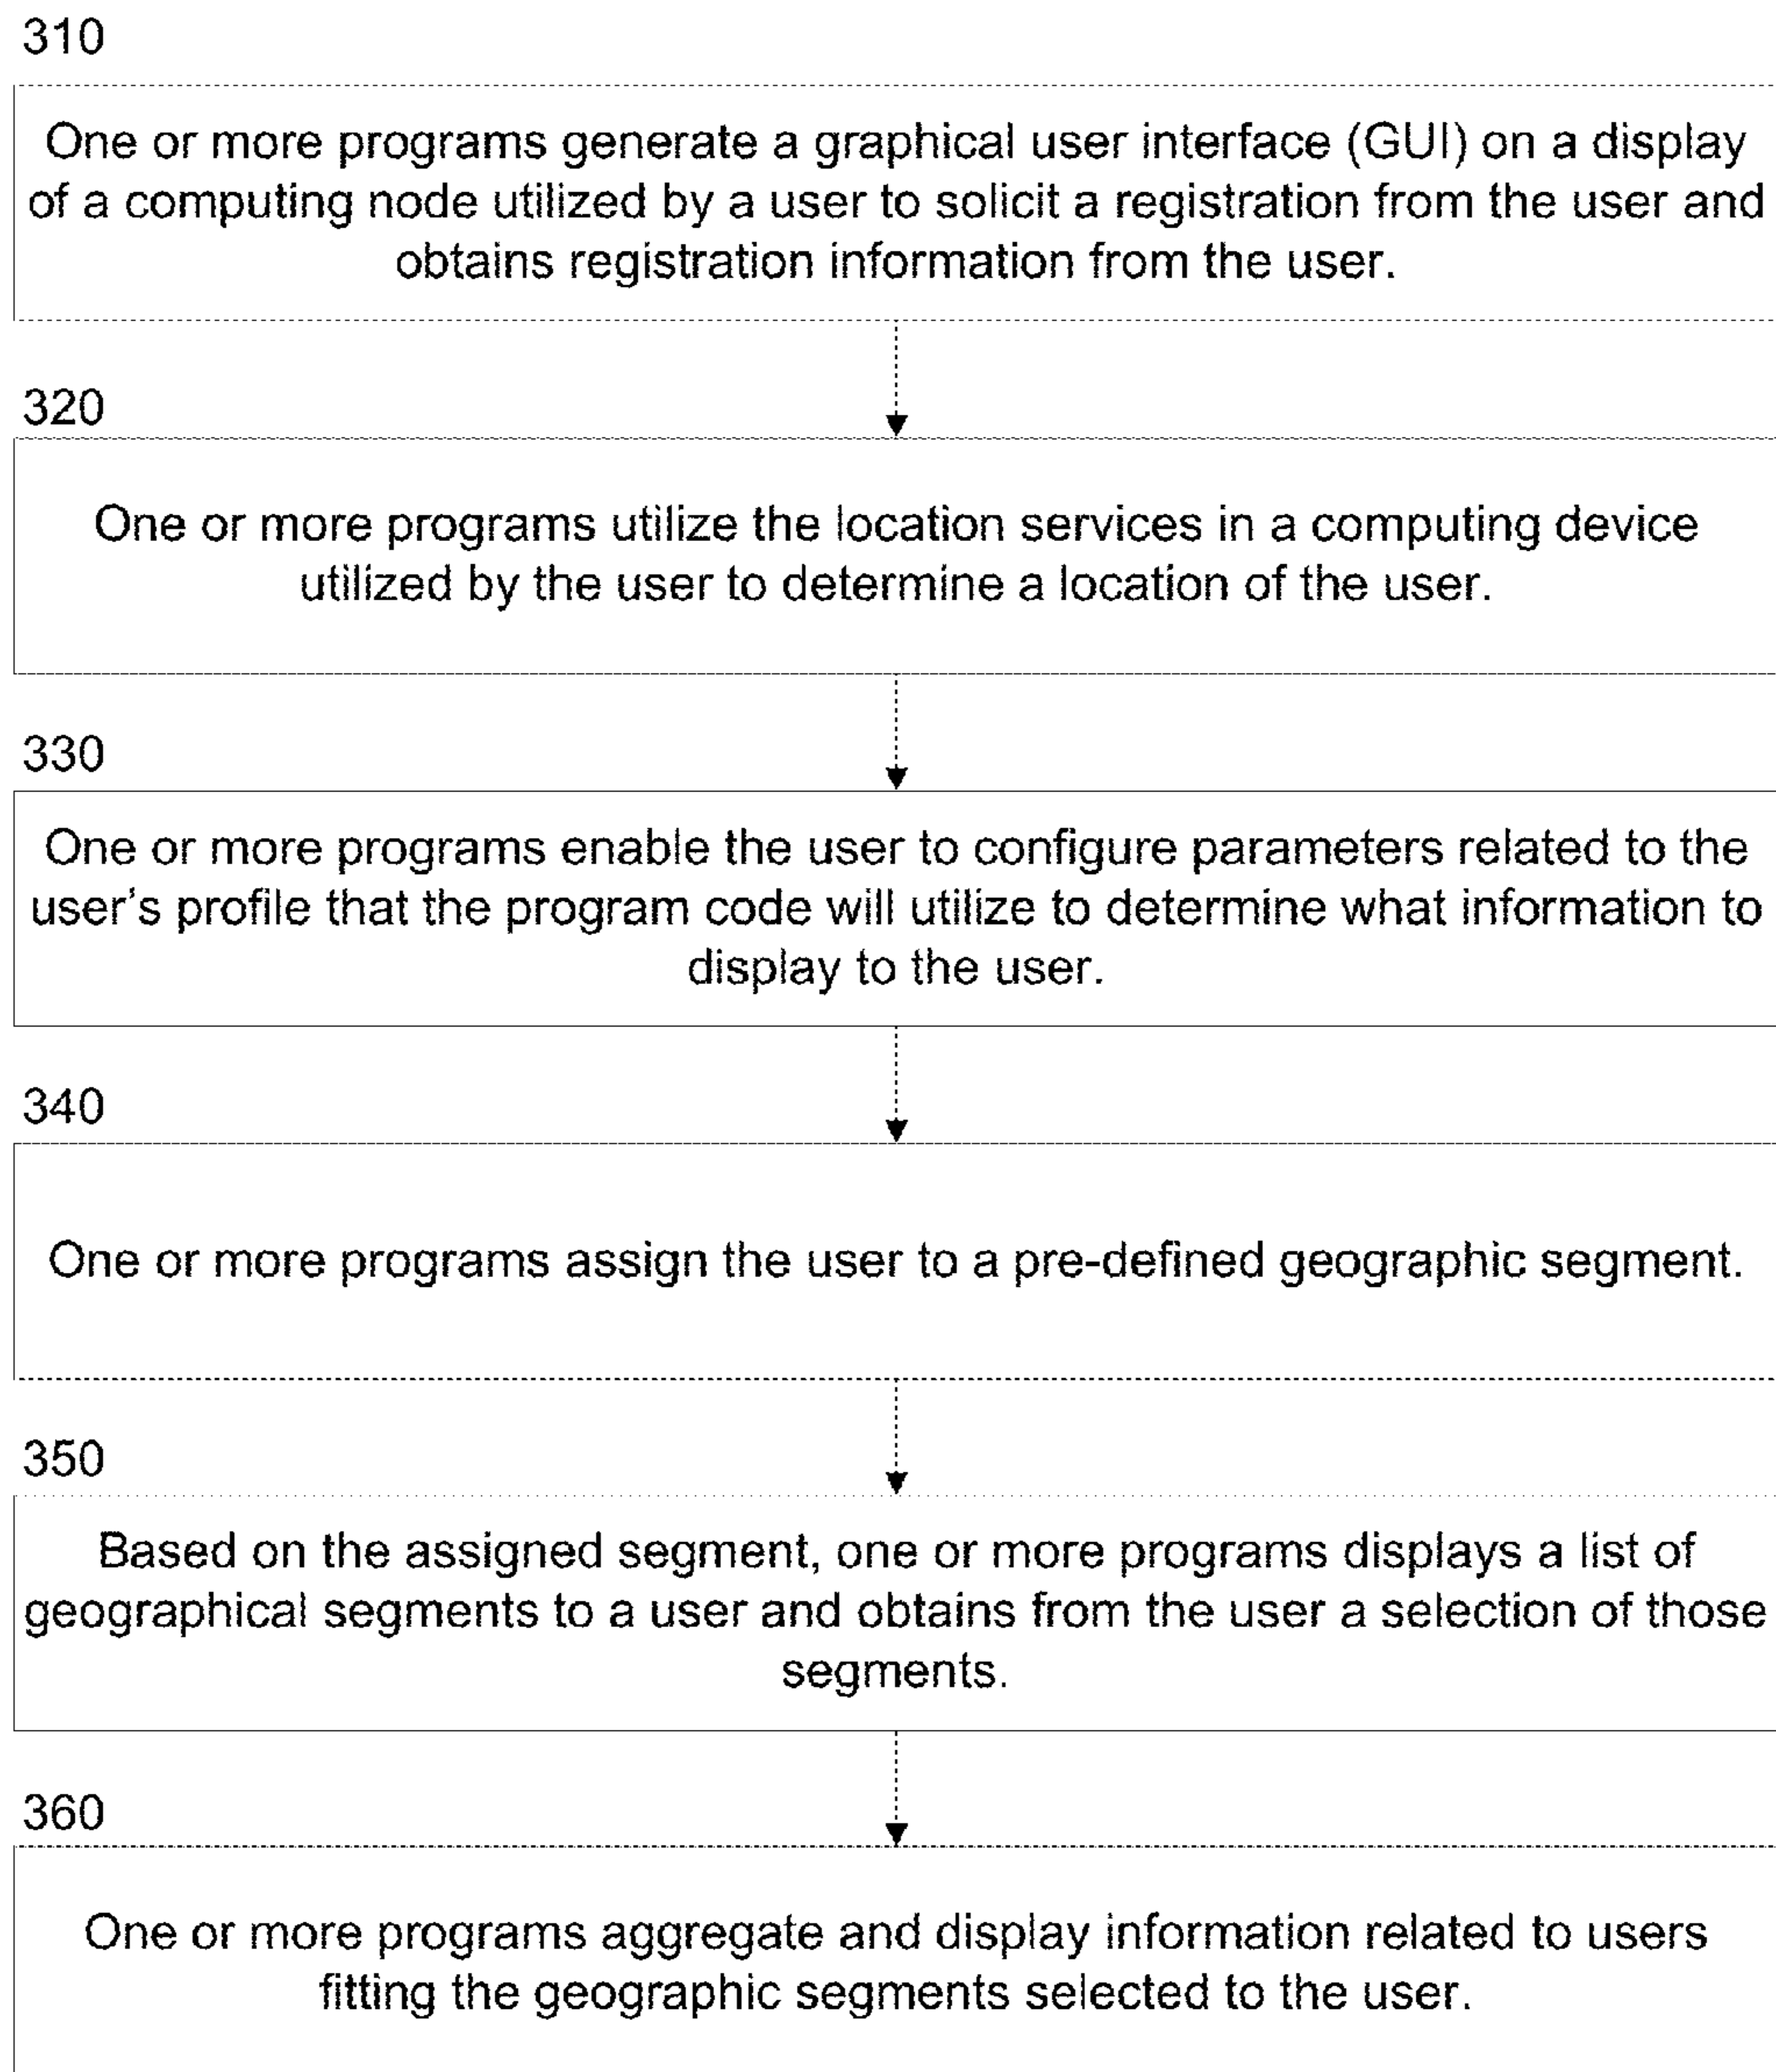 310
One or more programs generate a graphical user interface (GUI) on a display
of a computing node utilized by a user to solicit a registration from the user and
obtains registration information from the user.
320
One or more programs utilize the location services in a computing device
utilized by the user to determine a location of the user.
330
One or more programs enable the user to configure parameters related to the
user's profile that the program code will utilize to determine what information to
display to the user.
340
One or more programs assign the user to a pre-defined geographic segment.
350
Based on the assigned segment, one or more programs displays a list of
geographical segments to a user and obtains from the user a selection of those
segments.
360
One or more programs aggregate and display information related to users
fitting the geographic segments selected to the user.